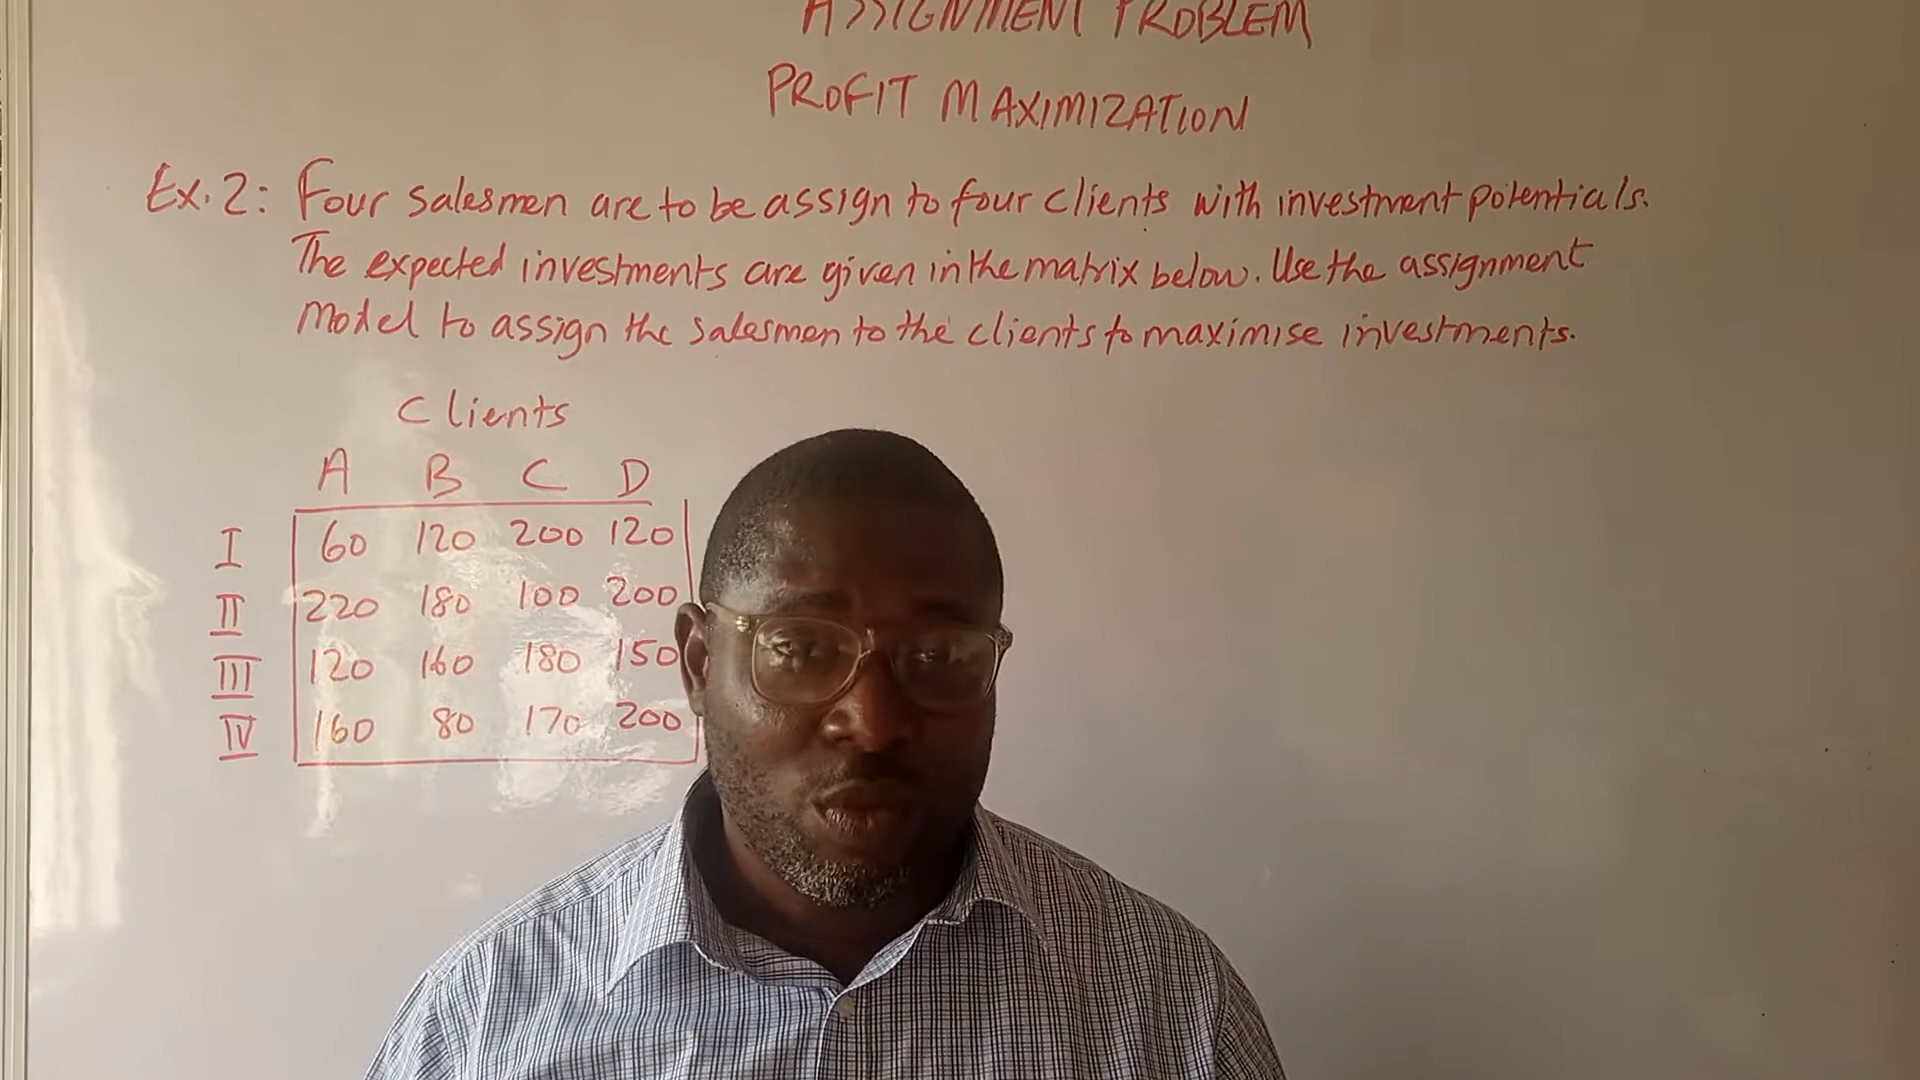 ASSIGNMENT PROBLEM
PROFIT MAXIMIZATION
Ex. 2: Four salesmen are to be assign to four clients with investment potentials.
The expected investments are given in the matrix below. Use the assignment
Model to assign the salesmen to the clients to maximise investments.
Clients
A B C D
I 60 120 200 120
II 220 180 100 200
III 120 160 180 150
IV 160 80 170 200